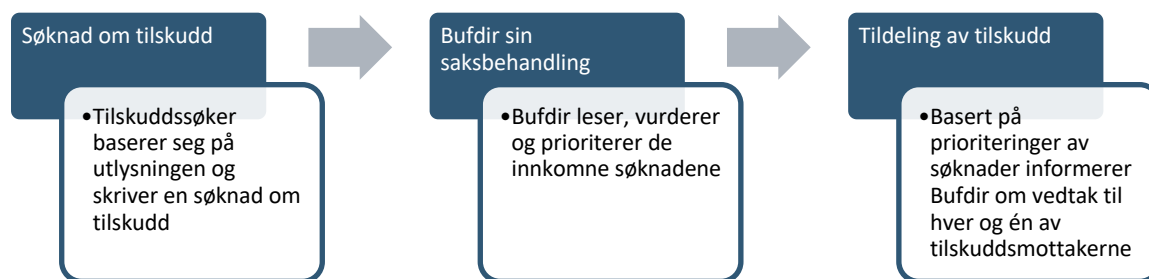 Søknad om tilskudd
•Tilskuddssøker
baserer seg på
utlysningen og
skriver en søknad om
tilskudd
Bufdir sin
saksbehandling
•Bufdir leser, vurderer
og prioriterer de
innkomne søknadene
Tildeling av tilskudd
•Basert på
prioriteringer av
søknader informerer
Bufdir om vedtak til
hver og én av
tilskuddsmottakerne